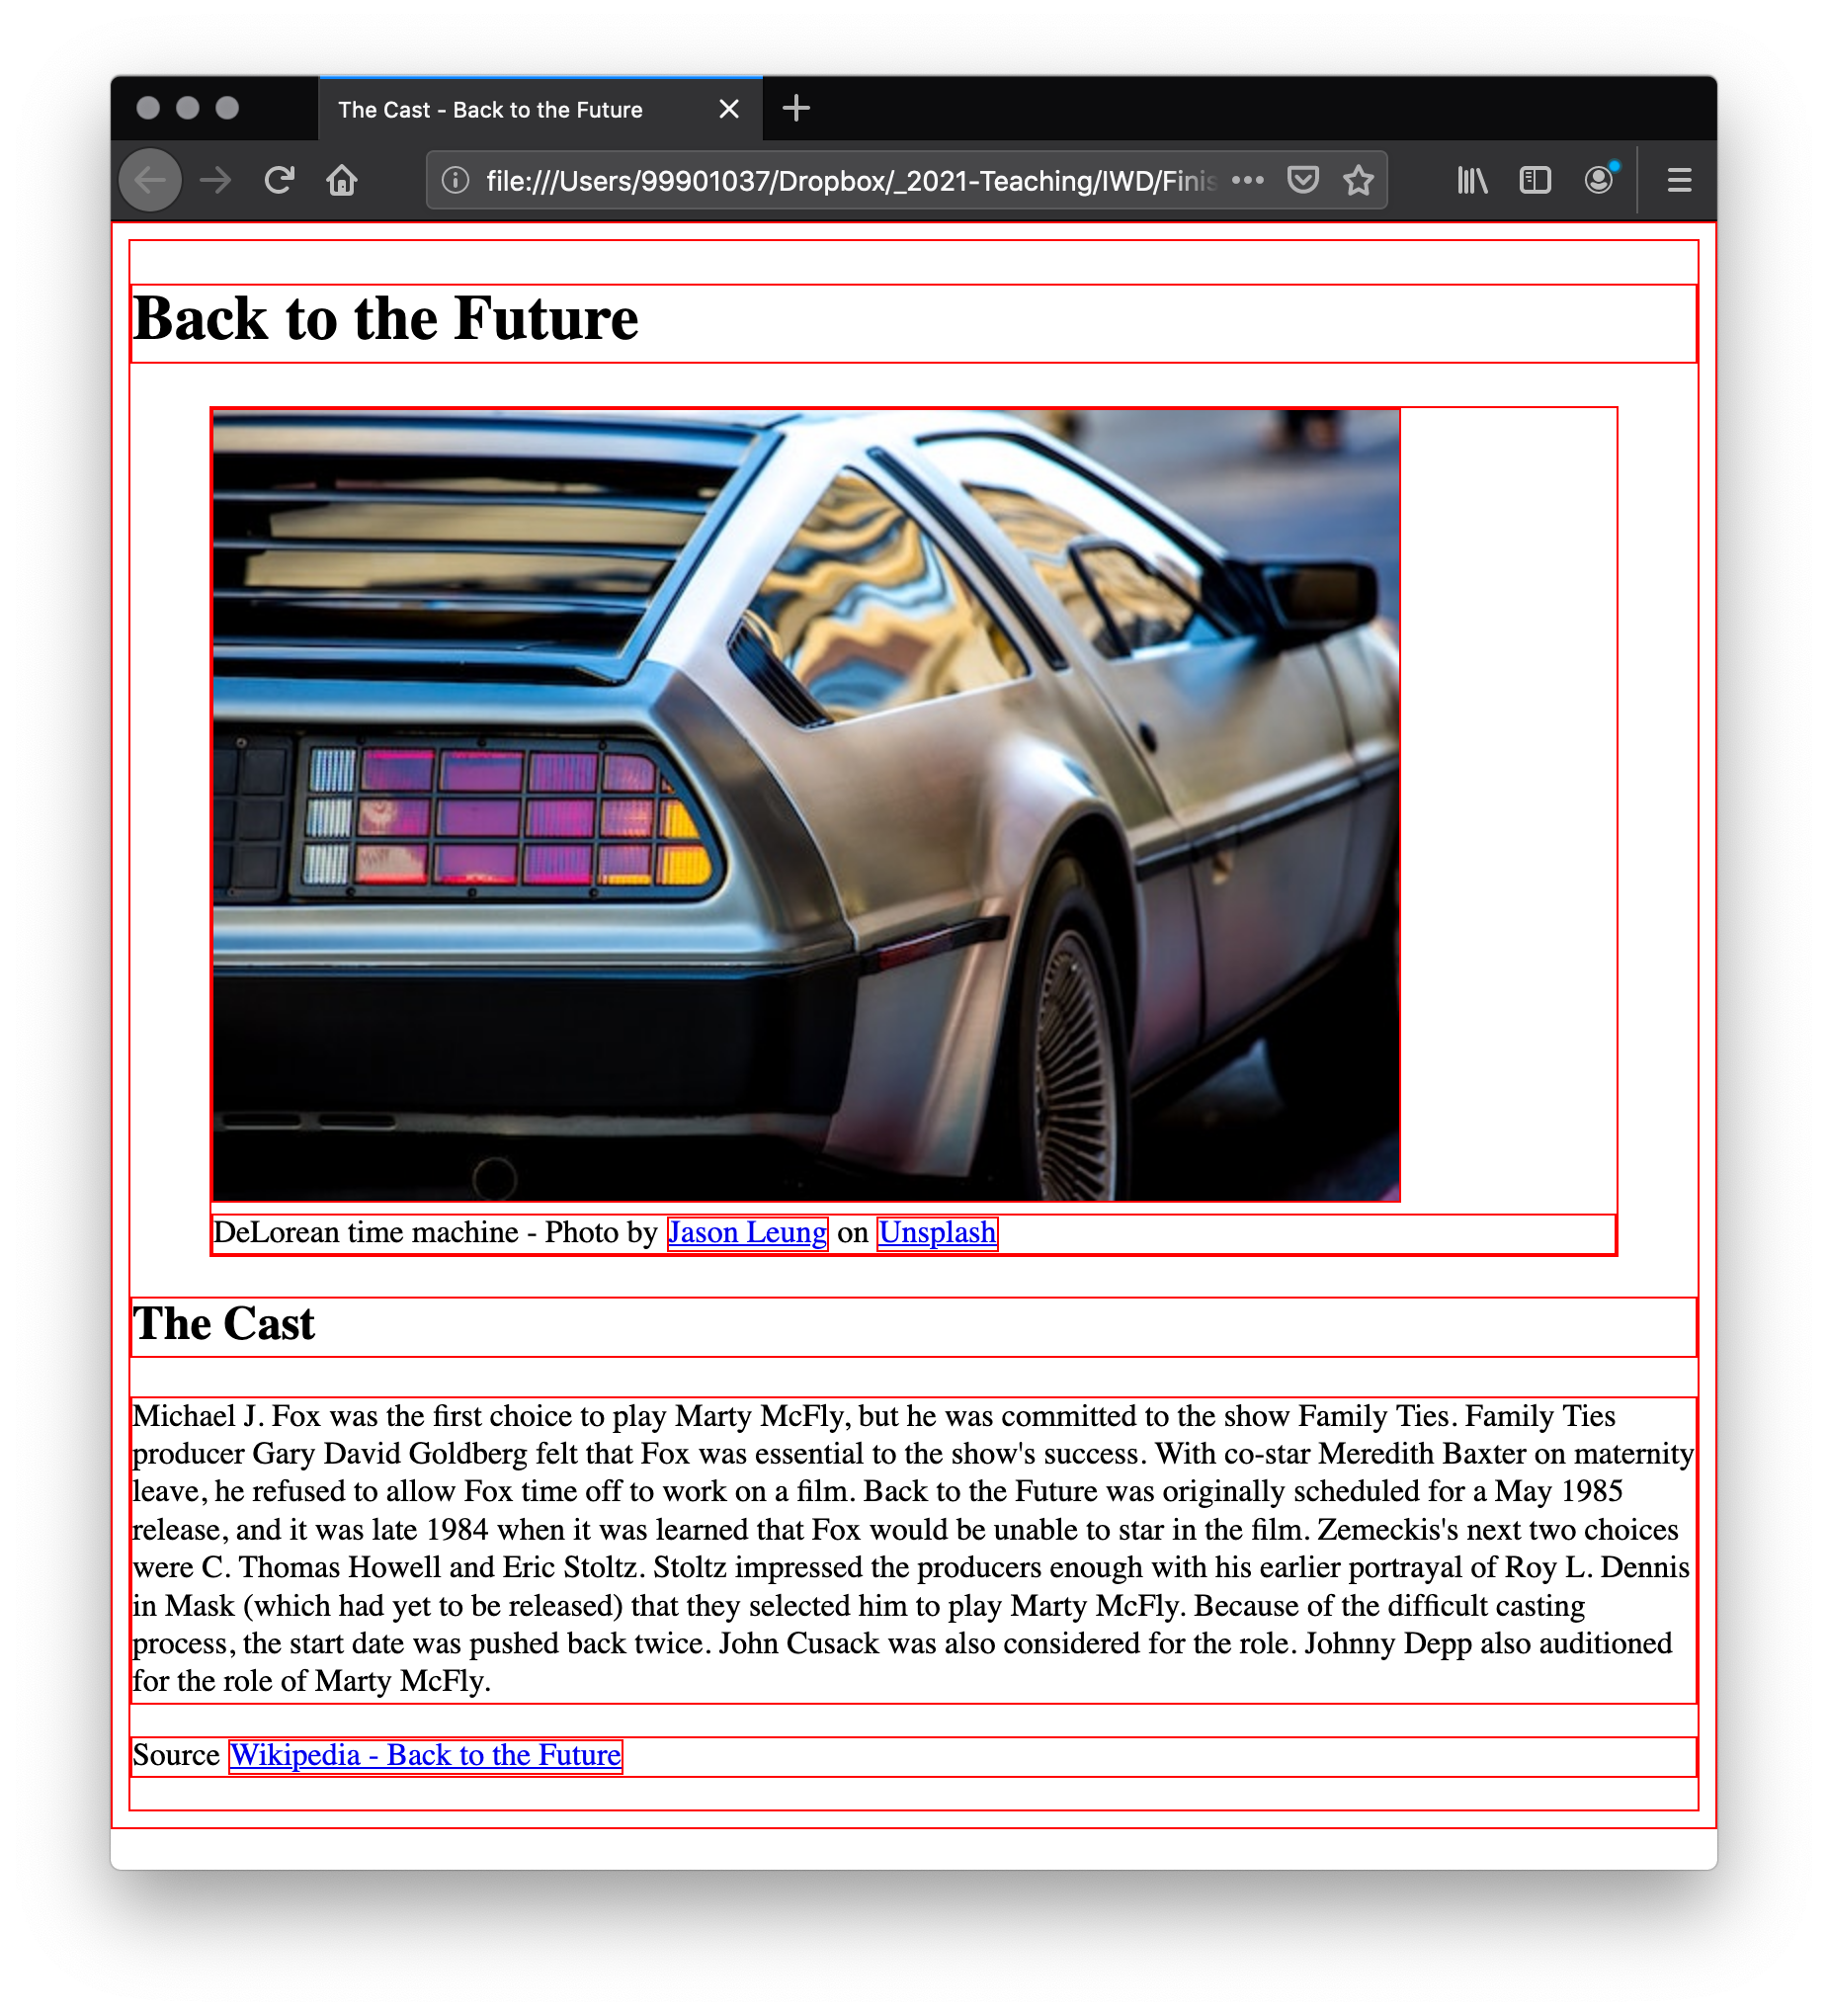 The Cast - Back to the Future
file:///Users/99901037/Dropbox/_2021-Teaching/IWD/Finis
Back to the Future
DeLorean time machine - Photo by Jason Leung on Unsplash
The Cast
Michael J. Fox was the first choice to play Marty McFly, but he was committed to the show Family Ties. Family Ties
producer Gary David Goldberg felt that Fox was essential to the show's success. With co-star Meredith Baxter on maternity
leave, he refused to allow Fox time off to work on a film. Back to the Future was originally scheduled for a May 1985
release, and it was late 1984 when it was learned that Fox would be unable to star in the film. Zemeckis's next two choices
were C. Thomas Howell and Eric Stoltz. Stoltz impressed the producers enough with his earlier portrayal of Roy L. Dennis
in Mask (which had yet to be released) that they selected him to play Marty McFly. Because of the difficult casting
process, the start date was pushed back twice. John Cusack was also considered for the role. Johnny Depp also auditioned
for the role of Marty McFly.
Source Wikipedia - Back to the Future